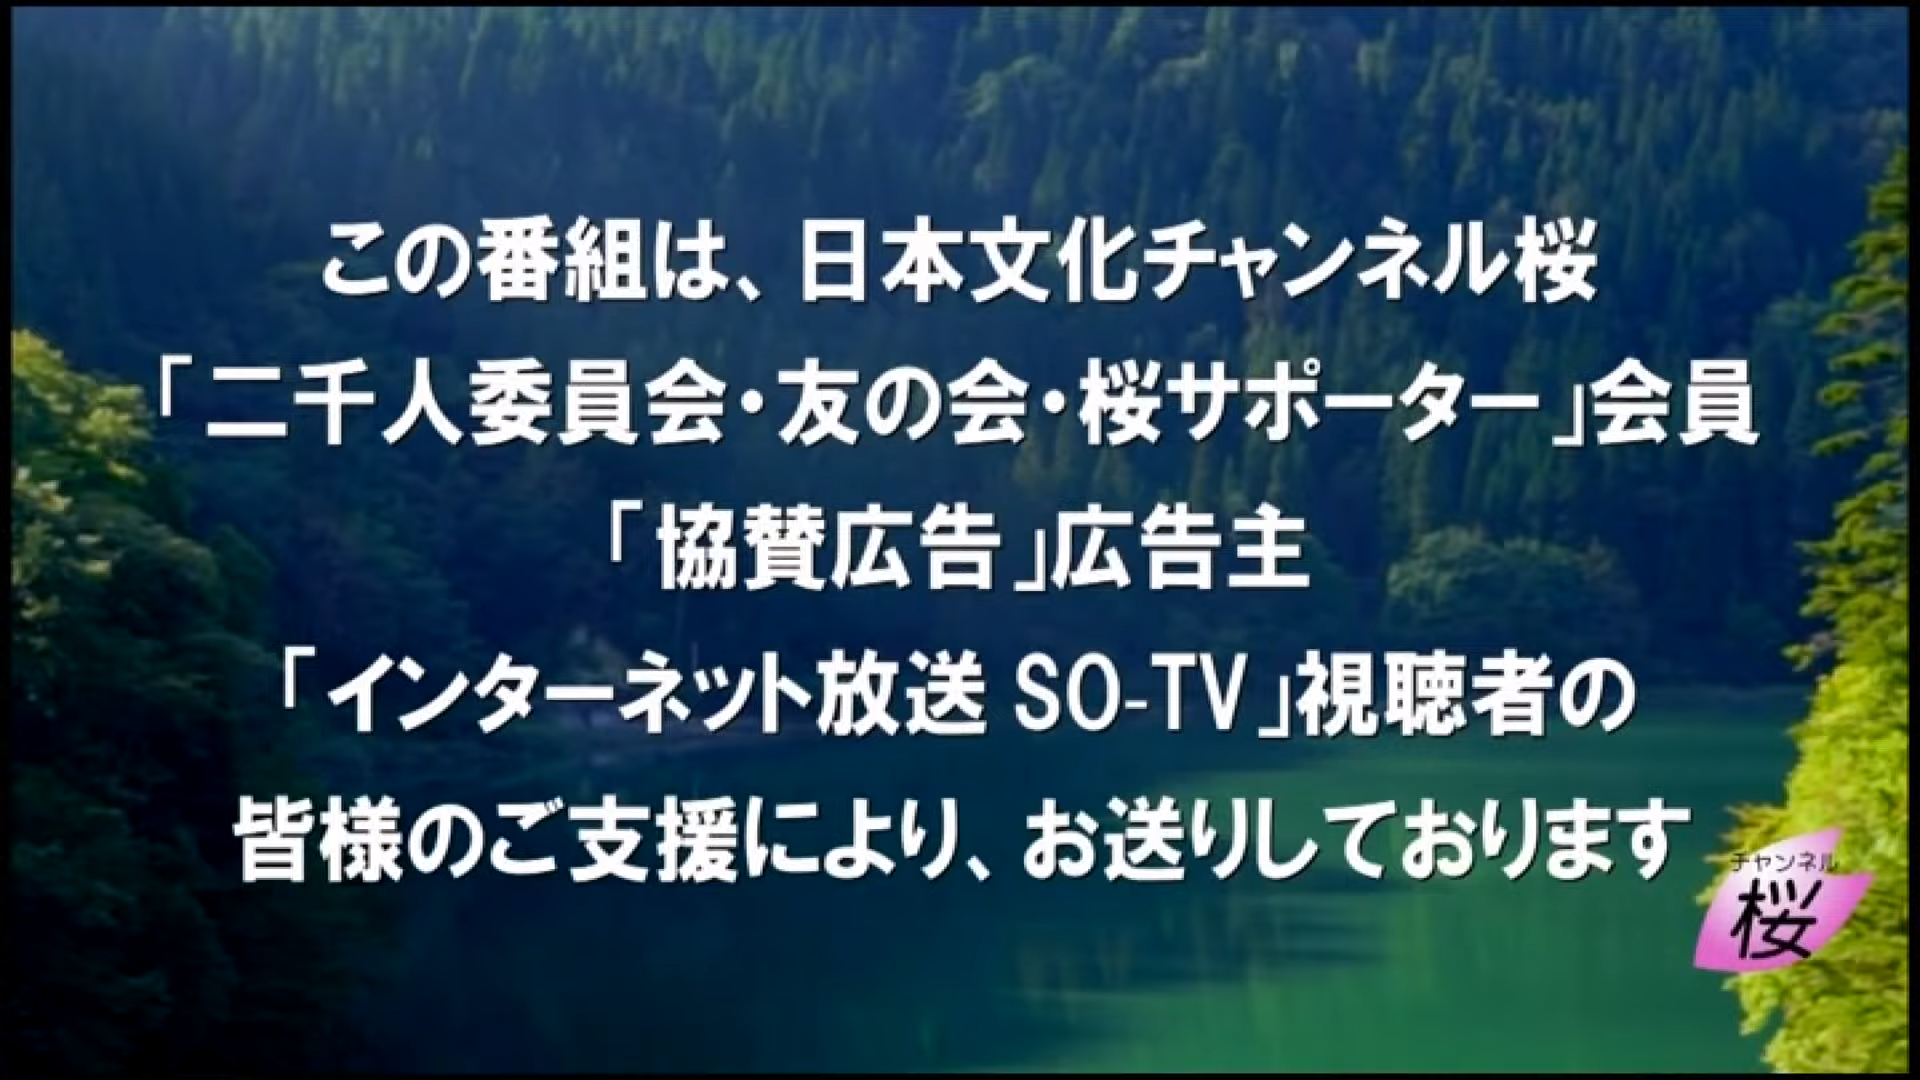 この番組は、日本文化チャンネル桜
「二千人委員会・友の会・桜サポーター」会員
「協賛広告」広告主
「インターネット放送 SO-TV」視聴者の
皆様のご支援により、お送りしております
チャンネル
桜